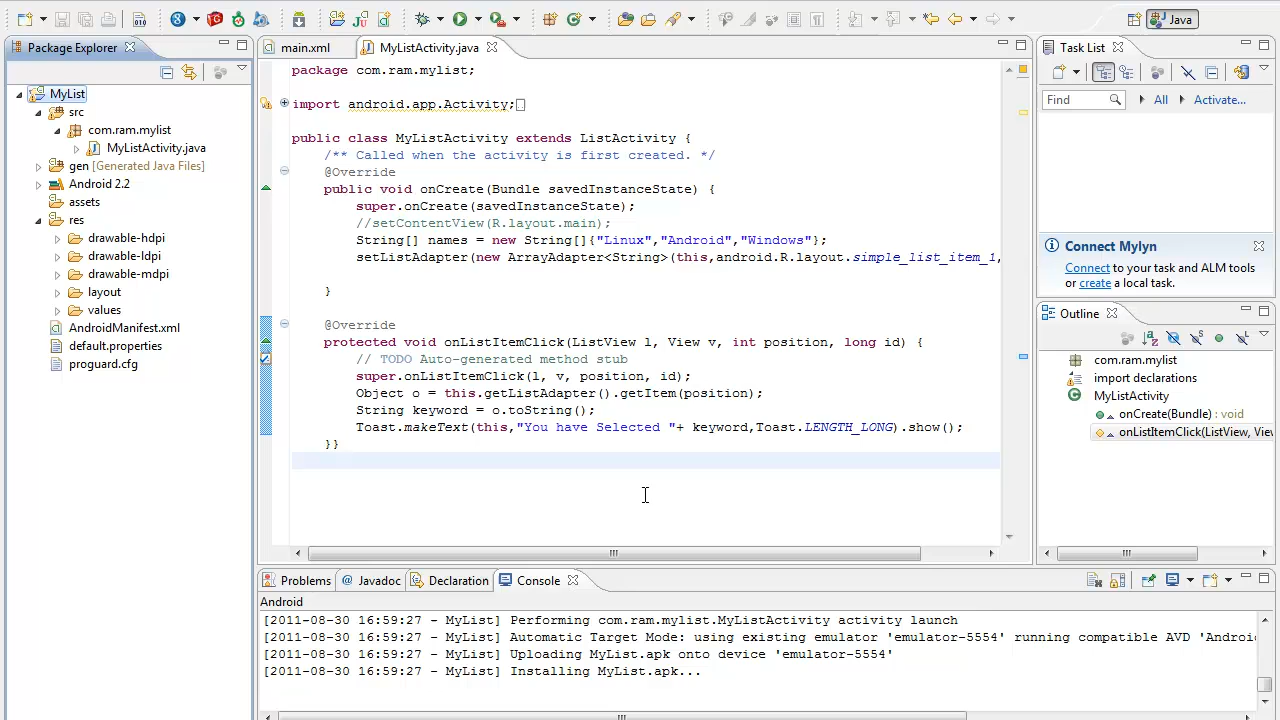 Java
Package Explorer
MyList
src
com.ram.mylist
MyListActivity.java
gen [Generated Java Files]
Android 2.2
assets
res
drawable-hdpi
drawable-ldpi
drawable-mdpi
layout
values
AndroidManifest.xml
default.properties
proguard.cfg
main.xml
MyListActivity.java
package com.ram.mylist;
import android.app.Activity;
public class MyListActivity extends ListActivity {
/** Called when the activity is first created. */
@Override
public void onCreate(Bundle savedInstanceState) {
super.onCreate(savedInstanceState);
//setContentView(R.layout.main);
String[] names = new String[]{"Linux","Android","Windows"};
setListAdapter(new ArrayAdapter<String>(this,android.R.layout.simple_list_item_1,
}
@Override
protected void onListItemClick(ListView l, View v, int position, long id) {
// TODO Auto-generated method stub
super.onListItemClick(l, v, position, id);
Object o = this.getListAdapter().getItem(position);
String keyword = o.toString();
Toast.makeText(this,"You have Selected "+ keyword,Toast.LENGTH_LONG).show();
}}
Task List
Find All Activate...
Connect Mylyn
Connect to your task and ALM tools
or create a local task.
Outline
com.ram.mylist
import declarations
MyListActivity
onCreate(Bundle) : void
onListItemClick(ListView, View
Problems Javadoc Declaration Console
Android
[2011-08-30 16:59:27 - MyList] Performing com.ram.mylist.MyListActivity activity launch
[2011-08-30 16:59:27 - MyList] Automatic Target Mode: using existing emulator 'emulator-5554' running compatible AVD 'Androi
[2011-08-30 16:59:27 - MyList] Uploading MyList.apk onto device 'emulator-5554'
[2011-08-30 16:59:27 - MyList] Installing MyList.apk...